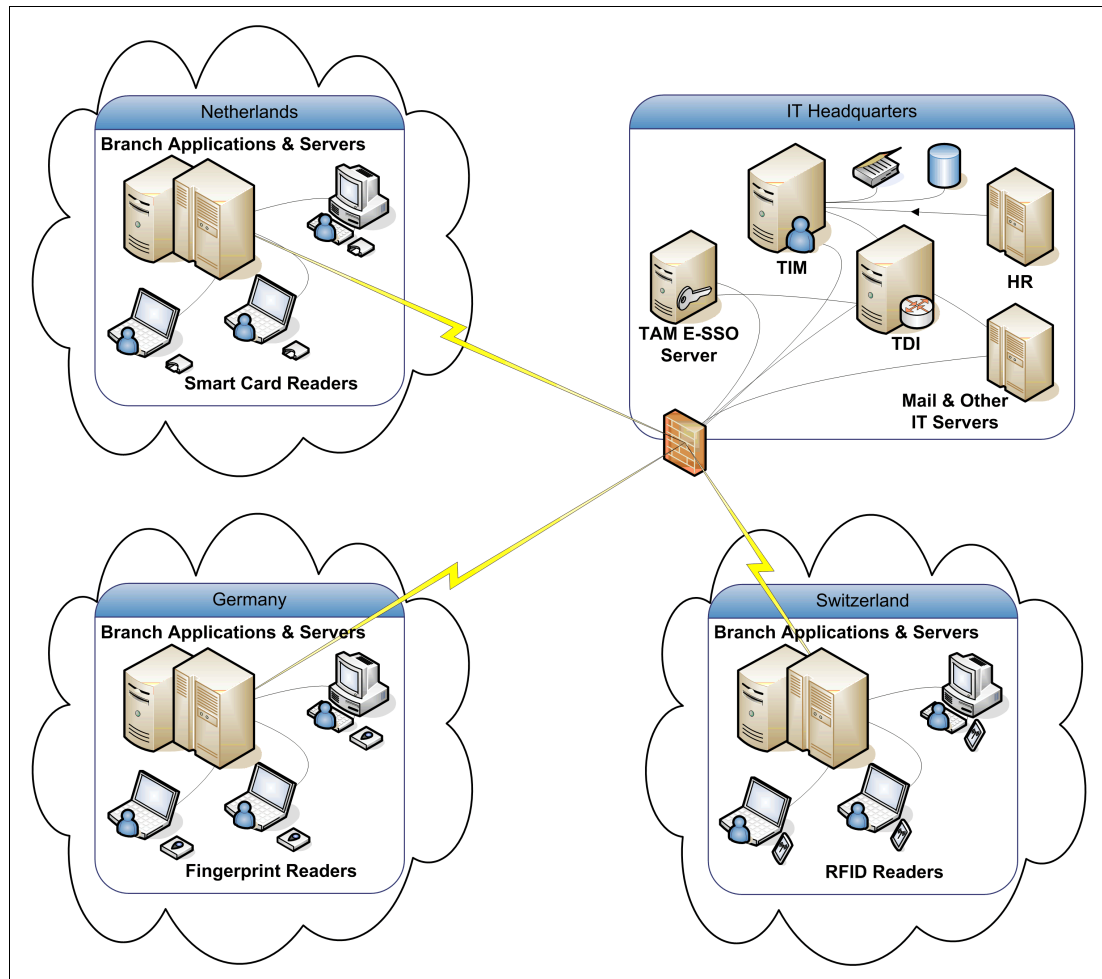 Netherlands
Branch Applications & Servers
Smart Card Readers
IT Headquarters
TIM
HR
TAM E-SSO
Server
TDI
Mail & Other
IT Servers
Germany
Branch Applications & Servers
Fingerprint Readers
Switzerland
Branch Applications & Servers
RFID Readers